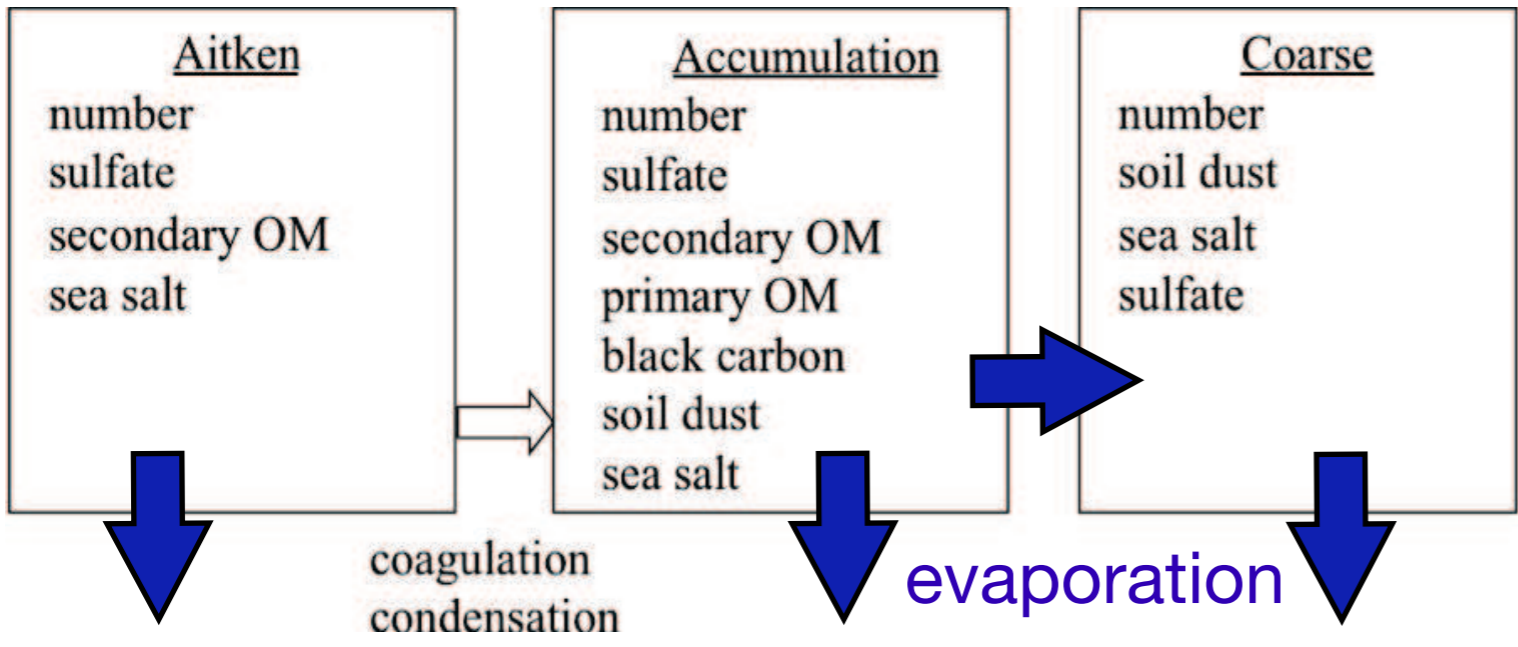 Aitken
number
sulfate
secondary OM
sea salt
Accumulation
number
sulfate
secondary OM
primary OM
black carbon
soil dust
sea salt
Coarse
number
soil dust
sea salt
sulfate
coagulation
condensation
evaporation